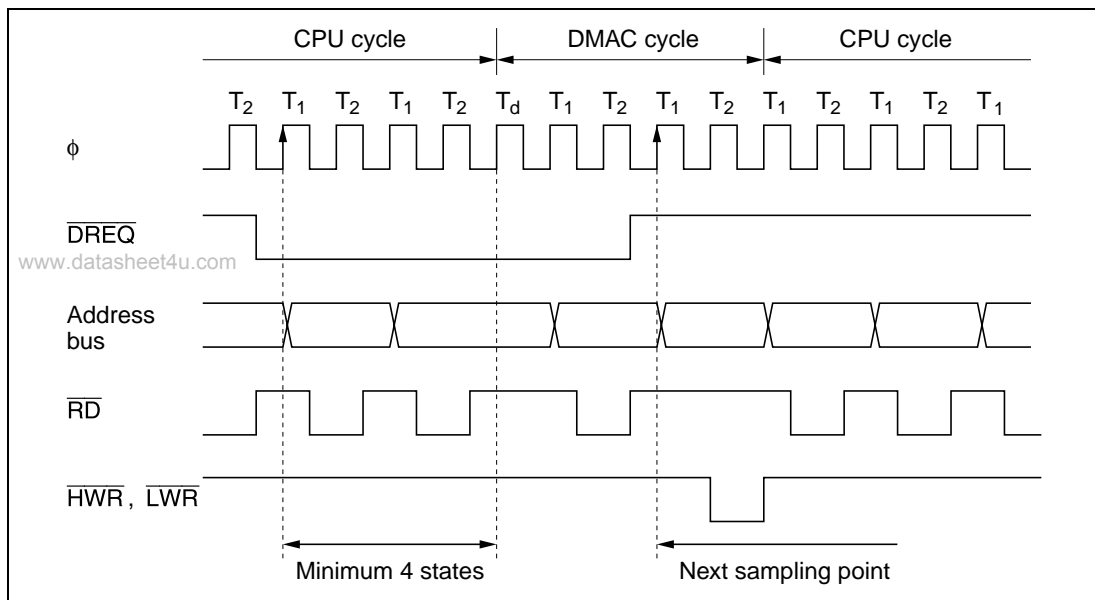 CPU cycle DMAC cycle CPU cycle
T2 T1 T2 T1 T2 Td T1 T2 T1 T2 T1 T2 T1 T2 T1
ϕ
DREQ
www.datasheet4u.com
Address
bus
RD
HWR, LWR
Minimum 4 states Next sampling point